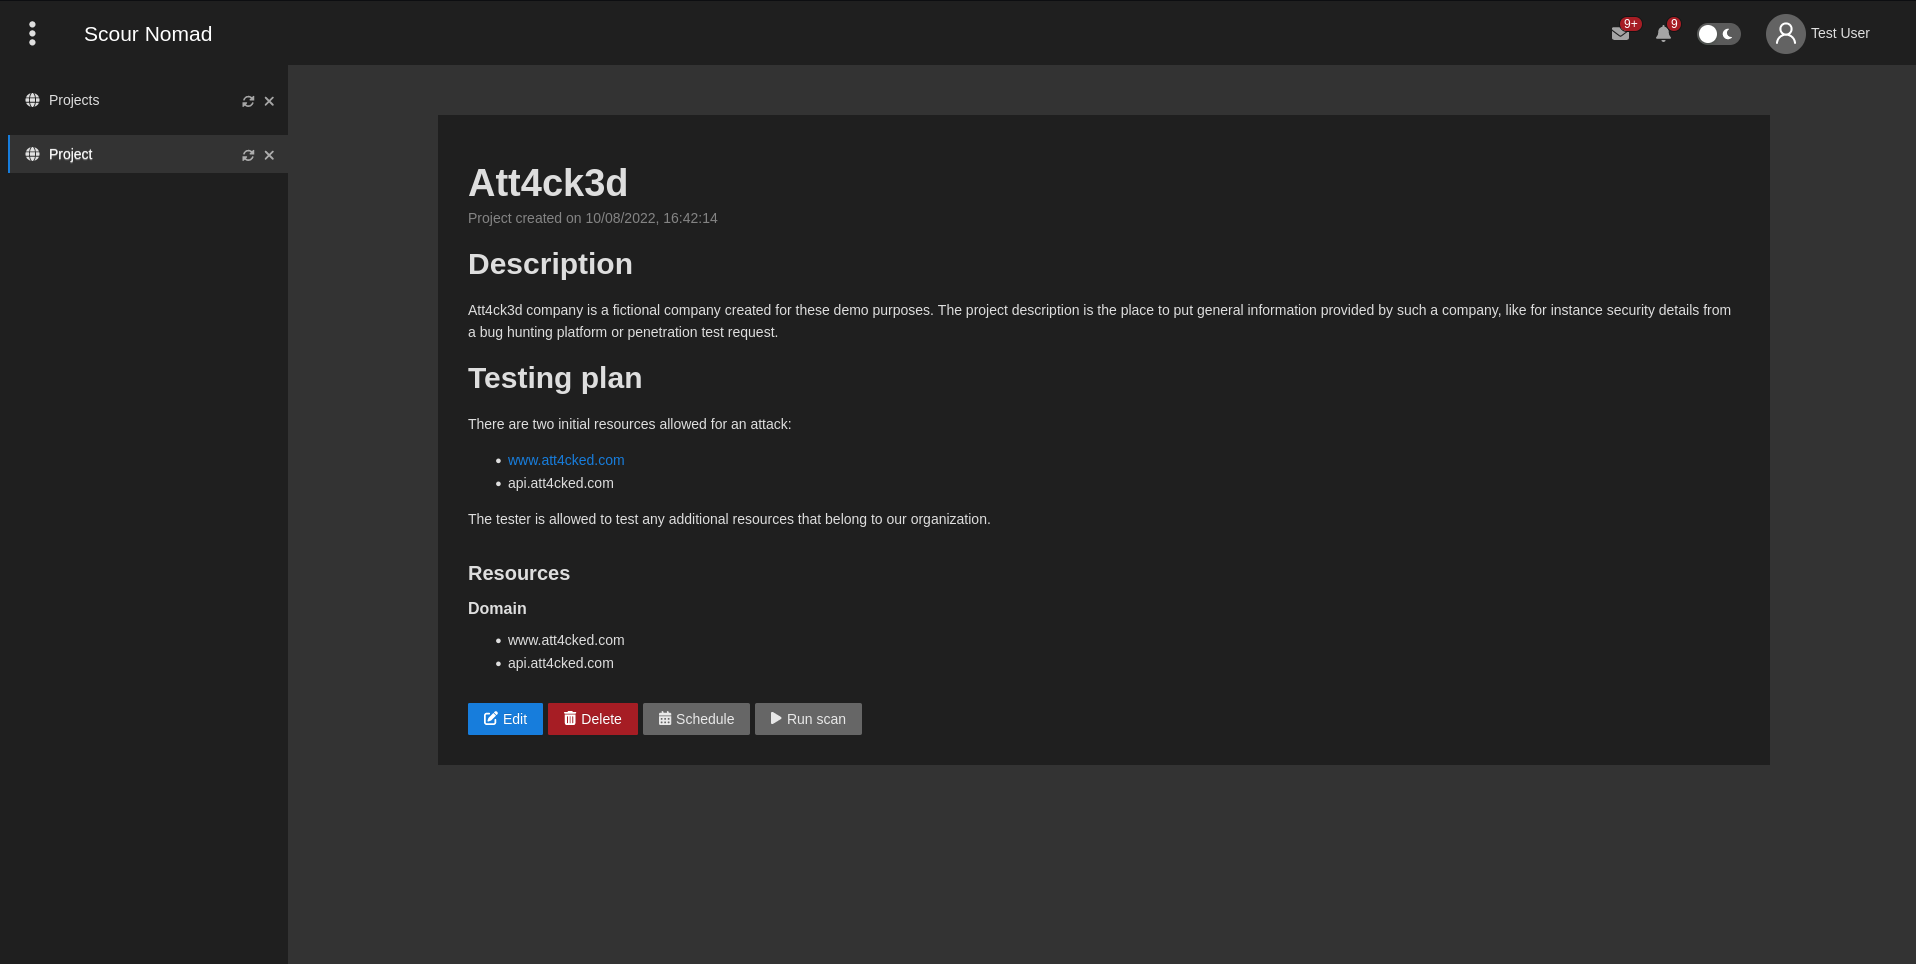 Scour Nomad
9+
9
Test User
Projects
Project
Att4ck3d
Project created on 10/08/2022, 16:42:14
Description
Att4ck3d company is a fictional company created for these demo purposes. The project description is the place to put general information provided by such a company, like for instance security details from
a bug hunting platform or penetration test request.
Testing plan
There are two initial resources allowed for an attack:
• www.att4cked.com
• api.att4cked.com
The tester is allowed to test any additional resources that belong to our organization.
Resources
Domain
• www.att4cked.com
• api.att4cked.com
Edit Delete Schedule Run scan